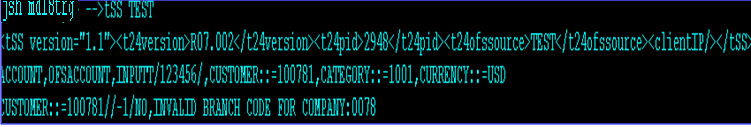 jsh md18trj -->tSS TEST
<tSS version="1.1"><t24version>R07.002</t24version><t24pid>2948</t24pid><t24ofssource>TEST</t24ofssource><clientIP/></tSS>
ACCOUNT,OFSACCOUNT,INPUTT/123456/,CUSTOMER::=100781,CATEGORY::=1001,CURRENCY::=USD
CUSTOMER::=100781//-1/NO,INVALID BRANCH CODE FOR COMPANY:0078